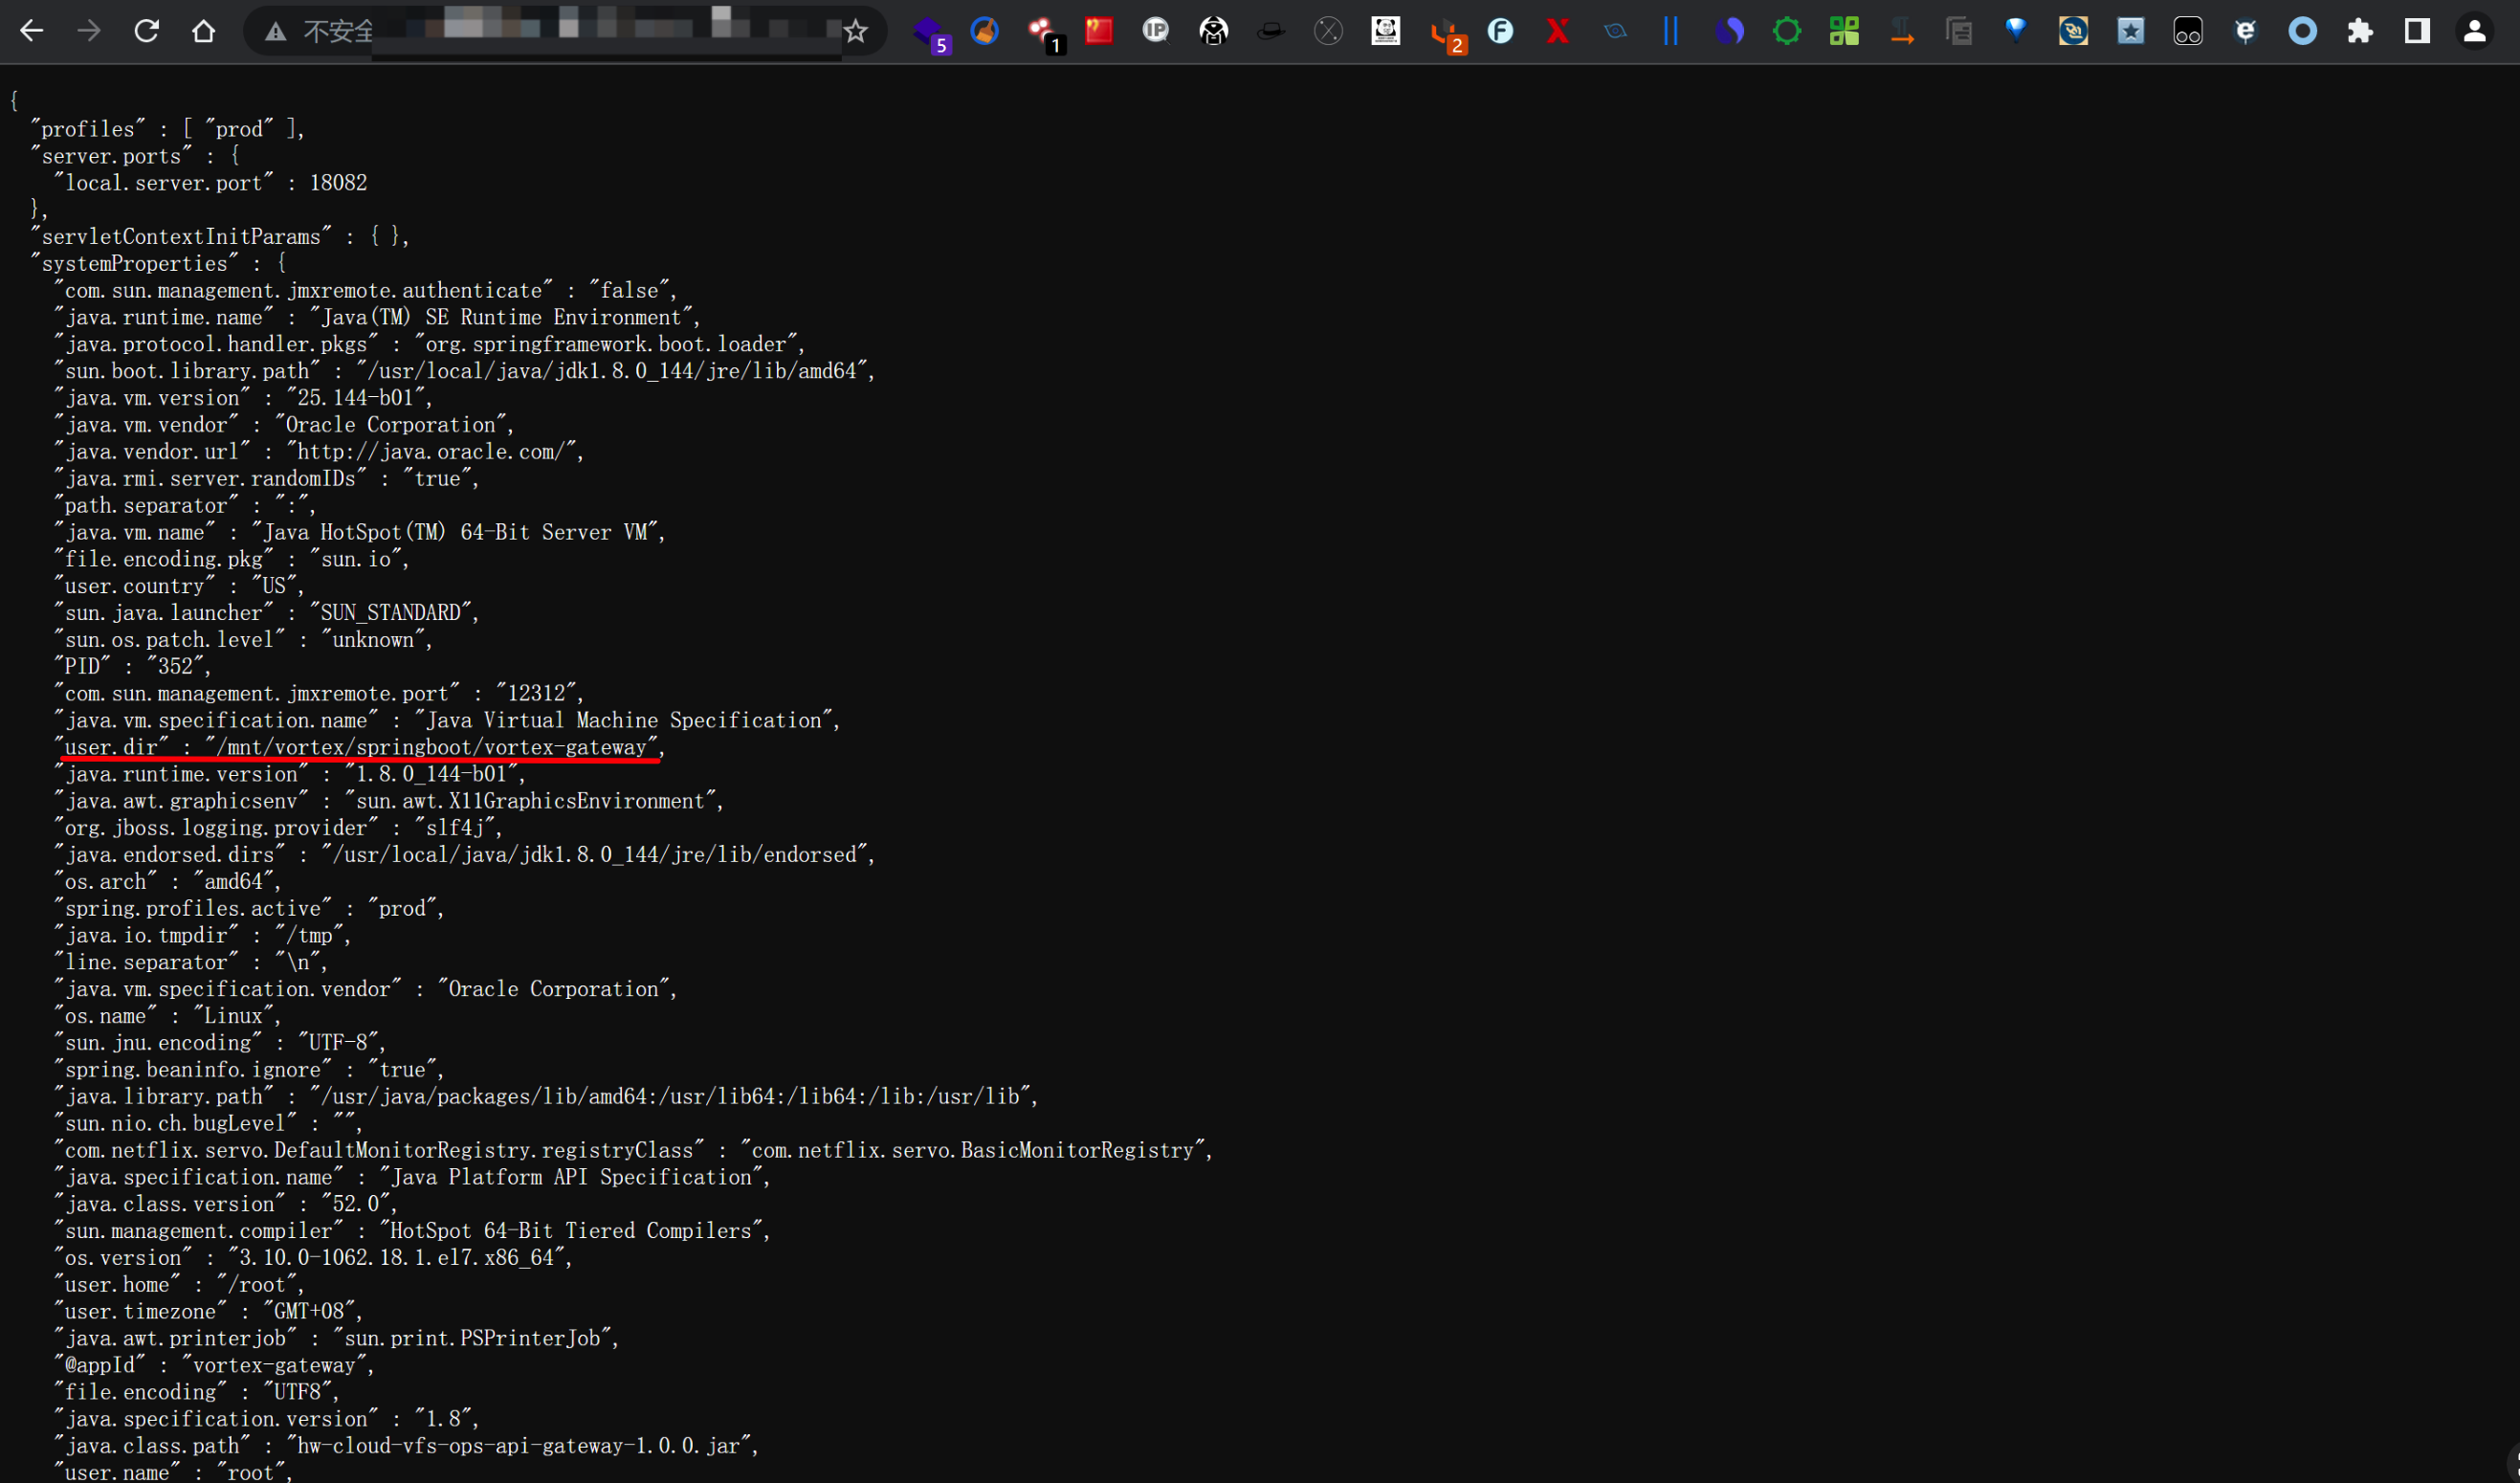 不安全
5
1
IP
2
F
X
e
{
"profiles" : [ "prod" ],
"server.ports" : {
"local.server.port" : 18082
},
"servletContextInitParams" : { },
"systemProperties" : {
"com.sun.management.jmxremote.authenticate" : "false",
"java.runtime.name" : "Java(TM) SE Runtime Environment",
"java.protocol.handler.pkgs" : "org.springframework.boot.loader",
"sun.boot.library.path" : "/usr/local/java/jdk1.8.0_144/jre/lib/amd64",
"java.vm.version" : "25.144-b01",
"java.vm.vendor" : "Oracle Corporation",
"java.vendor.url" : "http://java.oracle.com/",
"java.rmi.server.randomIDs" : "true",
"path.separator" : ":",
"java.vm.name" : "Java HotSpot(TM) 64-Bit Server VM",
"file.encoding.pkg" : "sun.io",
"user.country" : "US",
"sun.java.launcher" : "SUN_STANDARD",
"sun.os.patch.level" : "unknown",
"PID" : "352",
"com.sun.management.jmxremote.port" : "12312",
"java.vm.specification.name" : "Java Virtual Machine Specification",
"user.dir" : "/mnt/vortex/springboot/vortex-gateway",
"java.runtime.version" : "1.8.0_144-b01",
"java.awt.graphicsenv" : "sun.awt.X11GraphicsEnvironment",
"org.jboss.logging.provider" : "slf4j",
"java.endorsed.dirs" : "/usr/local/java/jdk1.8.0_144/jre/lib/endorsed",
"os.arch" : "amd64",
"spring.profiles.active" : "prod",
"java.io.tmpdir" : "/tmp",
"line.separator" : "\n",
"java.vm.specification.vendor" : "Oracle Corporation",
"os.name" : "Linux",
"sun.jnu.encoding" : "UTF-8",
"spring.beaninfo.ignore" : "true",
"java.library.path" : "/usr/java/packages/lib/amd64:/usr/lib64:/lib64:/lib:/usr/lib",
"sun.nio.ch.bugLevel" : "",
"com.netflix.servo.DefaultMonitorRegistry.registryClass" : "com.netflix.servo.BasicMonitorRegistry",
"java.specification.name" : "Java Platform API Specification",
"java.class.version" : "52.0",
"sun.management.compiler" : "HotSpot 64-Bit Tiered Compilers",
"os.version" : "3.10.0-1062.18.1.el7.x86_64",
"user.home" : "/root",
"user.timezone" : "GMT+08",
"java.awt.printerjob" : "sun.print.PSPrinterJob",
"@appId" : "vortex-gateway",
"file.encoding" : "UTF8",
"java.specification.version" : "1.8",
"java.class.path" : "hw-cloud-vfs-ops-api-gateway-1.0.0.jar",
"user.name" : "root",